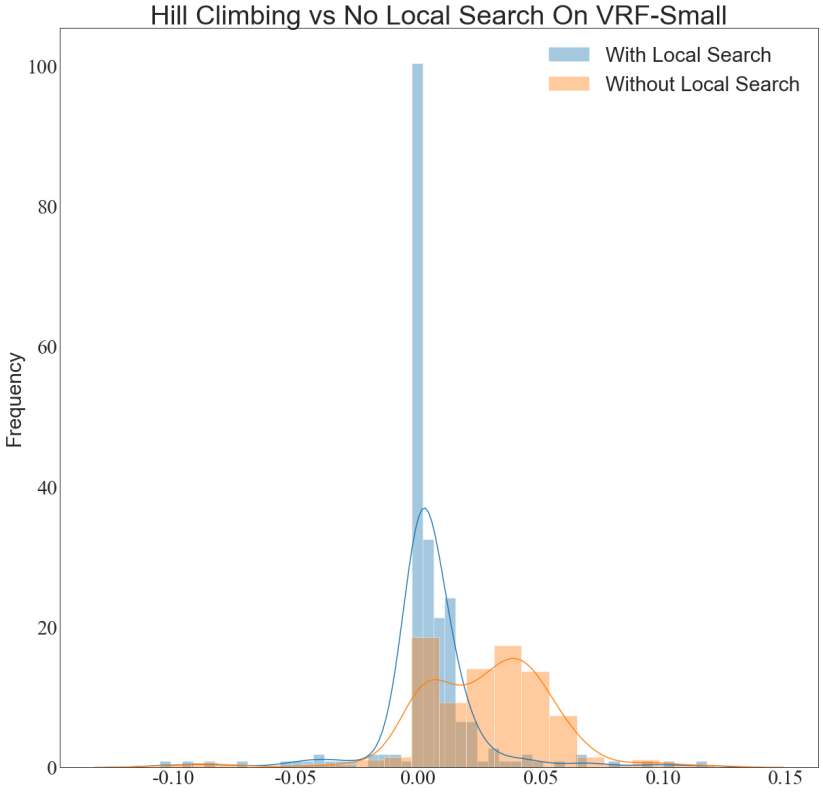 Hill Climbing vs No Local Search On VRF-Small
With Local Search
Without Local Search
Frequency
100
80
60
40
20
0
-0.10 -0.05 0.00 0.05 0.10 0.15